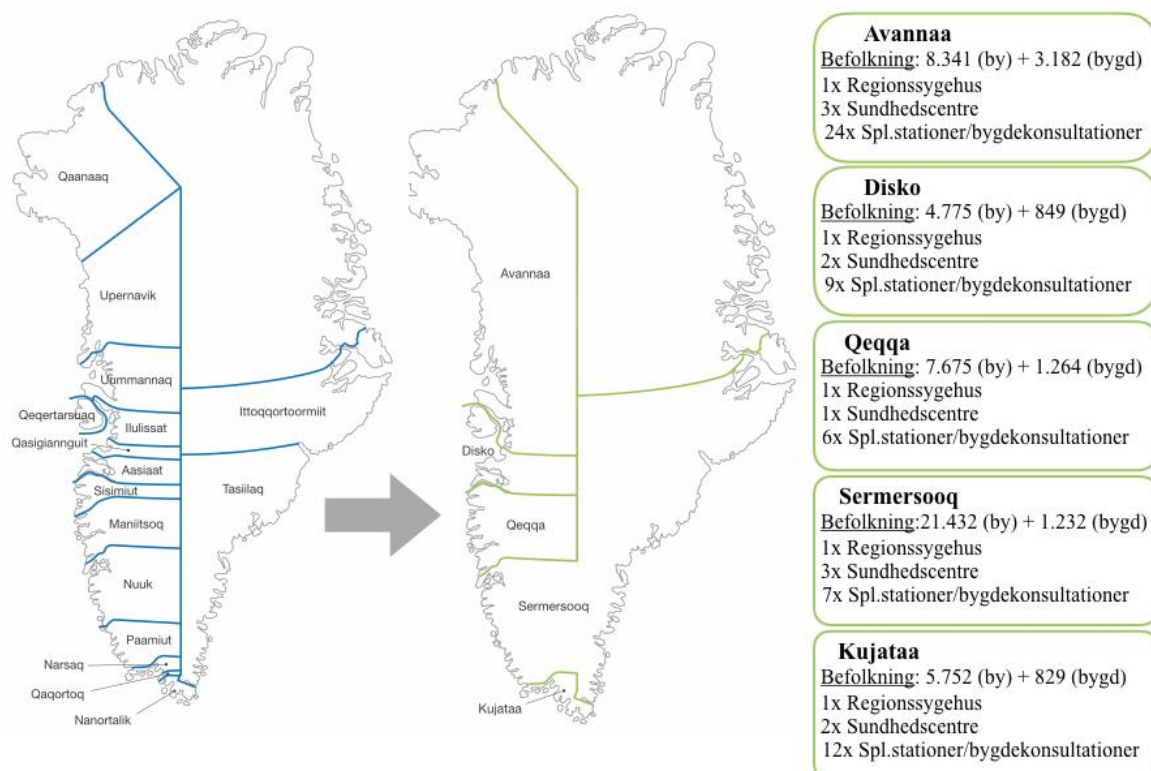 Qaanaaq
Upernavik
Uummannaq
Qeqertarsuaq
Ilulissat
Qasigiannguit
Aasiaat
Sisimiut
Maniitsoq
Nuuk
Paamiut
Narsaq
Qaqortoq
Nanortalik
Ittoqqortoormiit
Tasiilaq
Avannaa
Disko
Qeqqa
Sermersooq
Kujataa
Avannaa
Befolkning: 8.341 (by) + 3.182 (bygd)
1x Regionssygehus
3x Sundhedscentre
24x Spl.stationer/bygdekonsultationer
Disko
Befolkning: 4.775 (by) + 849 (bygd)
1x Regionssygehus
2x Sundhedscentre
9x Spl.stationer/bygdekonsultationer
Qeqqa
Befolkning: 7.675 (by) + 1.264 (bygd)
1x Regionssygehus
1x Sundhedscentre
6x Spl.stationer/bygdekonsultationer
Sermersooq
Befolkning:21.432 (by) + 1.232 (bygd)
1x Regionssygehus
3x Sundhedscentre
7x Spl.stationer/bygdekonsultationer
Kujataa
Befolkning: 5.752 (by) + 829 (bygd)
1x Regionssygehus
2x Sundhedscentre
12x Spl.stationer/bygdekonsultationer